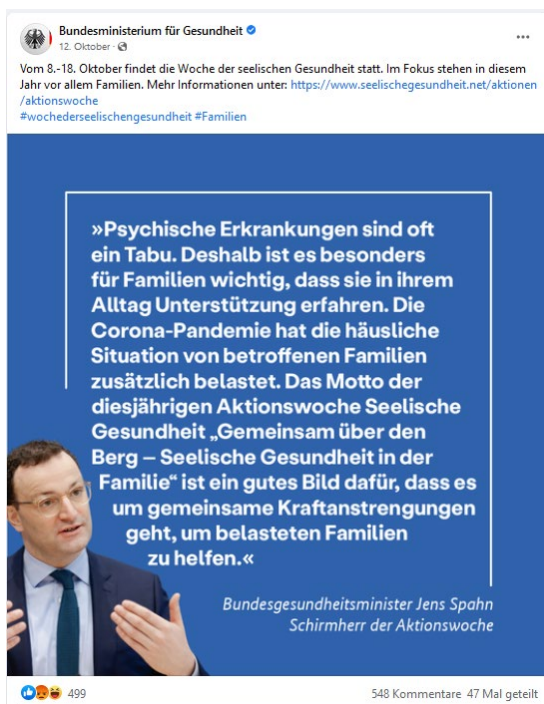 Bundesministerium für Gesundheit
12. Oktober ·
Vom 8.-18. Oktober findet die Woche der seelischen Gesundheit statt. Im Fokus stehen in diesem
Jahr vor allem Familien. Mehr Informationen unter: https://www.seelischegesundheit.net/aktionen
/aktionswoche
#wochederseelischengesundheit #Familien
»Psychische Erkrankungen sind oft
ein Tabu. Deshalb ist es besonders
für Familien wichtig, dass sie in ihrem
Alltag Unterstützung erfahren. Die
Corona-Pandemie hat die häusliche
Situation von betroffenen Familien
zusätzlich belastet. Das Motto der
diesjährigen Aktionswoche Seelische
Gesundheit „Gemeinsam über den
Berg – Seelische Gesundheit in der
Familie“ ist ein gutes Bild dafür, dass es
um gemeinsame Kraftanstrengungen
geht, um belasteten Familien
zu helfen.«
Bundesgesundheitsminister Jens Spahn
Schirmherr der Aktionswoche
499 548 Kommentare 47 Mal geteilt